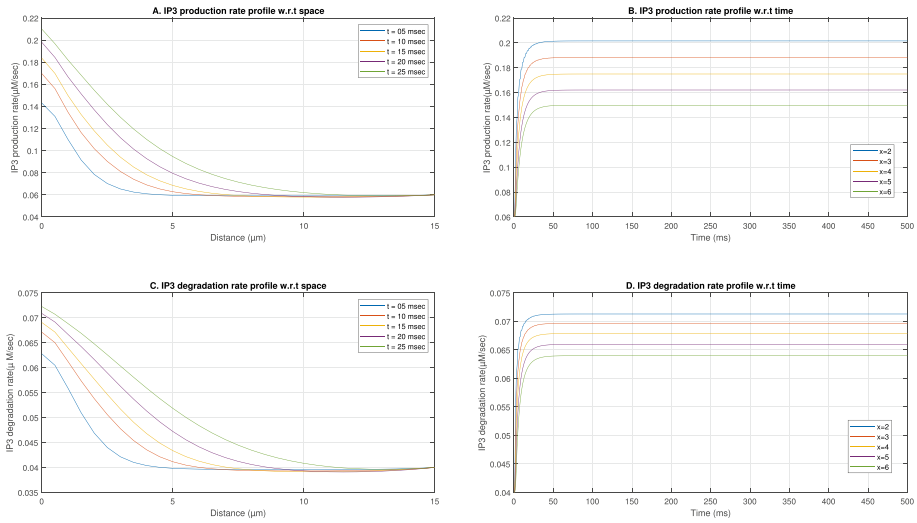 A. IP3 production rate profile w.r.t space
0.22
0.2
0.18
0.16
0.14
0.12
0.1
0.08
0.06
0.04
IP3 production rate(µM/sec)
0
5
10
15
Distance (µm)
t = 05 msec
t = 10 msec
t = 15 msec
t = 20 msec
t = 25 msec
B. IP3 production rate profile w.r.t time
0.22
0.2
0.18
0.16
0.14
0.12
0.1
0.08
0.06
IP3 production rate(µM/sec)
0
50
100
150
200
250
300
350
400
450
500
Time (ms)
x=2
x=3
x=4
x=5
x=6
C. IP3 degradation rate profile w.r.t space
0.075
0.07
0.065
0.06
0.055
0.05
0.045
0.04
0.035
IP3 degradation rate(µ M/sec)
0
5
10
15
Distance (µm)
t = 05 msec
t = 10 msec
t = 15 msec
t = 20 msec
t = 25 msec
D. IP3 degradation rate profile w.r.t time
0.075
0.07
0.065
0.06
0.055
0.05
0.045
0.04
IP3 degradation rate(µM/sec)
0
50
100
150
200
250
300
350
400
450
500
Time (ms)
x=2
x=3
x=4
x=5
x=6